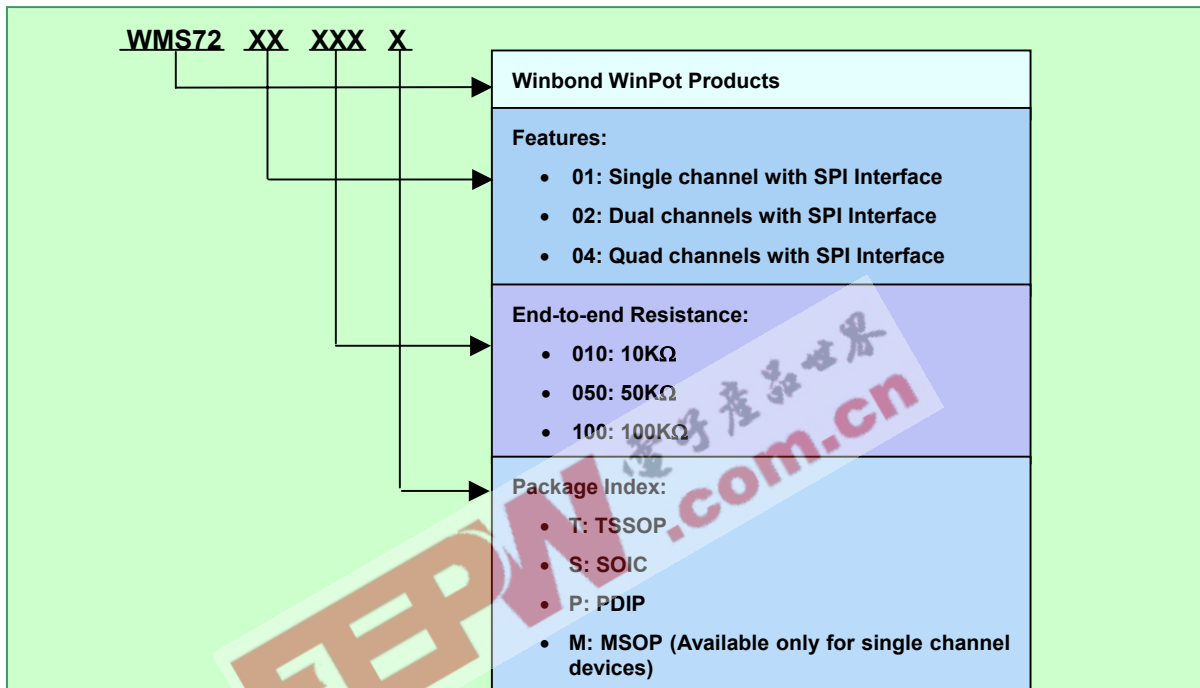 WMS72 XX XXX X
Winbond WinPot Products
Features:
• 01: Single channel with SPI Interface
• 02: Dual channels with SPI Interface
• 04: Quad channels with SPI Interface
End-to-end Resistance:
• 010: 10KΩ
• 050: 50KΩ
• 100: 100KΩ
Package Index:
• T: TSSOP
• S: SOIC
• P: PDIP
• M: MSOP (Available only for single channel
devices)
EEPW
.com.cn